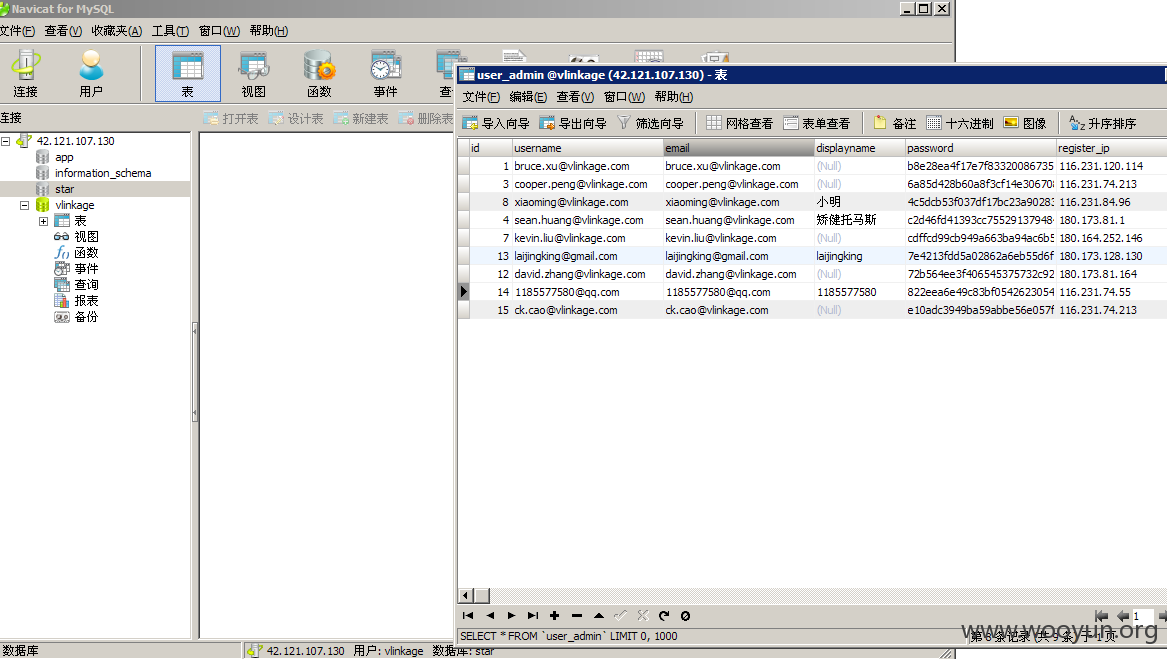 Navicat for MySQL
文件(F) 查看(V) 收藏夹(A) 工具(T) 窗口(W) 帮助(H)
连接 用户 表 视图 函数 事件
连接
打开表 设计表 新建表 删除表
42.121.107.130
app
information_schema
star
vlinkage
表
视图
函数
事件
查询
报表
备份
user_admin @vlinkage (42.121.107.130) - 表
文件(F) 编辑(E) 查看(V) 窗口(W) 帮助(H)
导入向导 导出向导 筛选向导 网格查看 表单查看 备注 十六进制 图像 升序排序
id username email displayname password register_ip
1 bruce.xu@vlinkage.com bruce.xu@vlinkage.com (Null) b8e28ea4f17e7f83320086735 116.231.120.114
3 cooper.peng@vlinkage.com cooper.peng@vlinkage.com (Null) 6a85d428b60a8f3cf14e30670 116.231.74.213
8 xiaoming@vlinkage.com xiaoming@vlinkage.com 小明 4c5dcb53f037df17bc23a90283 116.231.84.96
4 sean.huang@vlinkage.com sean.huang@vlinkage.com 矫健托马斯 c2d46fd41393cc7552913794 180.173.81.1
7 kevin.liu@vlinkage.com kevin.liu@vlinkage.com (Null) cdffcd99cb949a663ba94ac6b5 180.164.252.146
13 laijingking@gmail.com laijingking@gmail.com laijingking 7e4213fdd5a02862a6eb55d6f 180.173.128.130
12 david.zhang@vlinkage.com david.zhang@vlinkage.com (Null) 72b564ee3f406545375732c92 180.173.81.164
14 1185577580@qq.com 1185577580@qq.com 1185577580 822eea6e49c83bf0542623054 116.231.74.55
15 ck.cao@vlinkage.com ck.cao@vlinkage.com (Null) e10adc3949ba59abbe56e057f 116.231.74.213
1
SELECT * FROM `user_admin` LIMIT 0, 1000
第 8 条记录 (共 9 条) 于 1 页
www.wooyun.org
数据库 42.121.107.130 用户: vlinkage 数据库: star